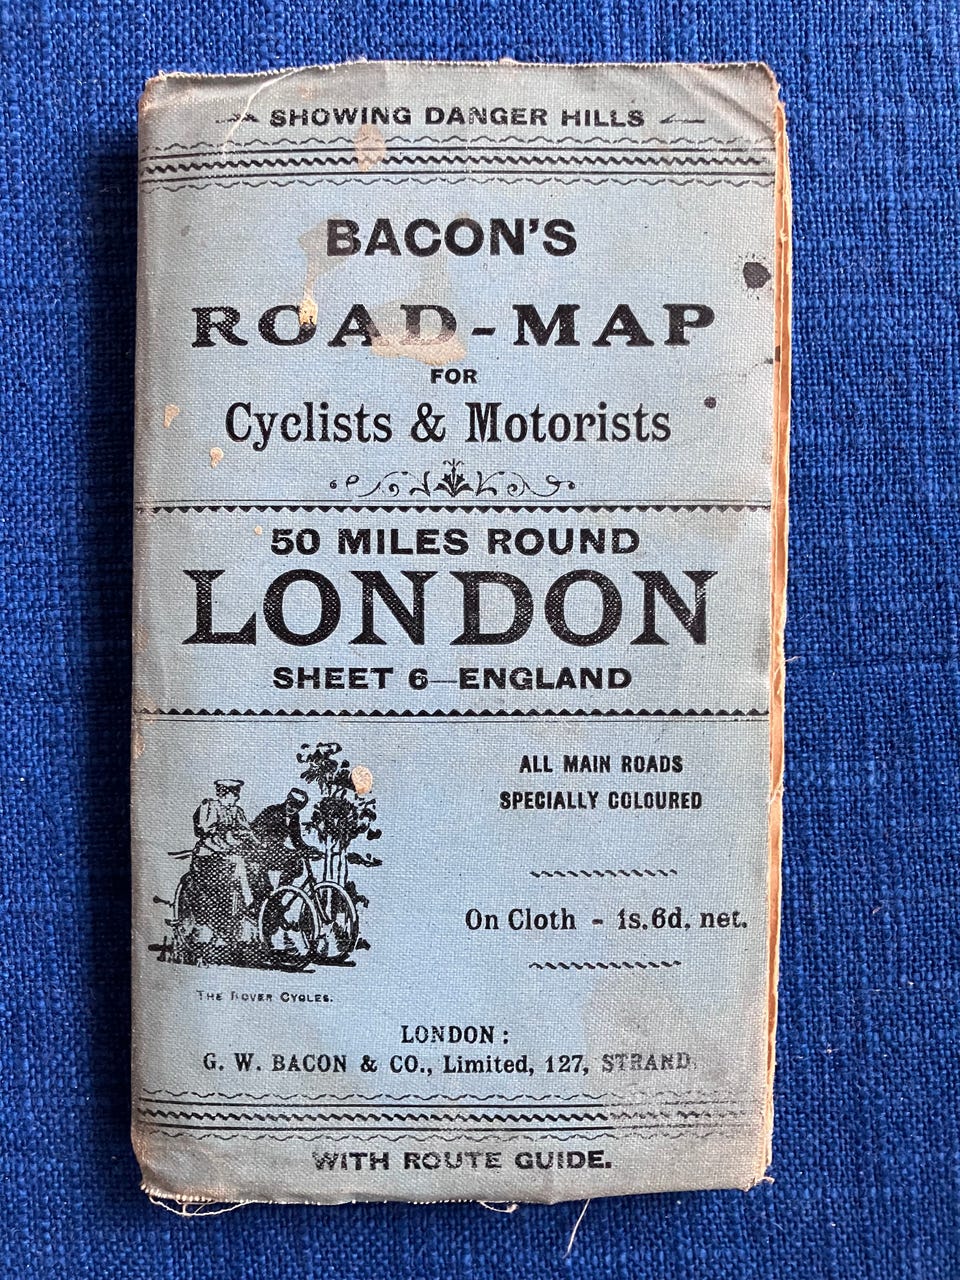 SHOWING DANGER HILLS
BACON'S
ROAD-MAP
FOR
Cyclists & Motorists
50 MILES ROUND
LONDON
SHEET 6—ENGLAND
ALL MAIN ROADS
SPECIALLY COLOURED
On Cloth - 1s. 6d. net.
THE ROVER CYCLES.
LONDON:
G. W. BACON & CO., Limited, 127, STRAND.
WITH ROUTE GUIDE.